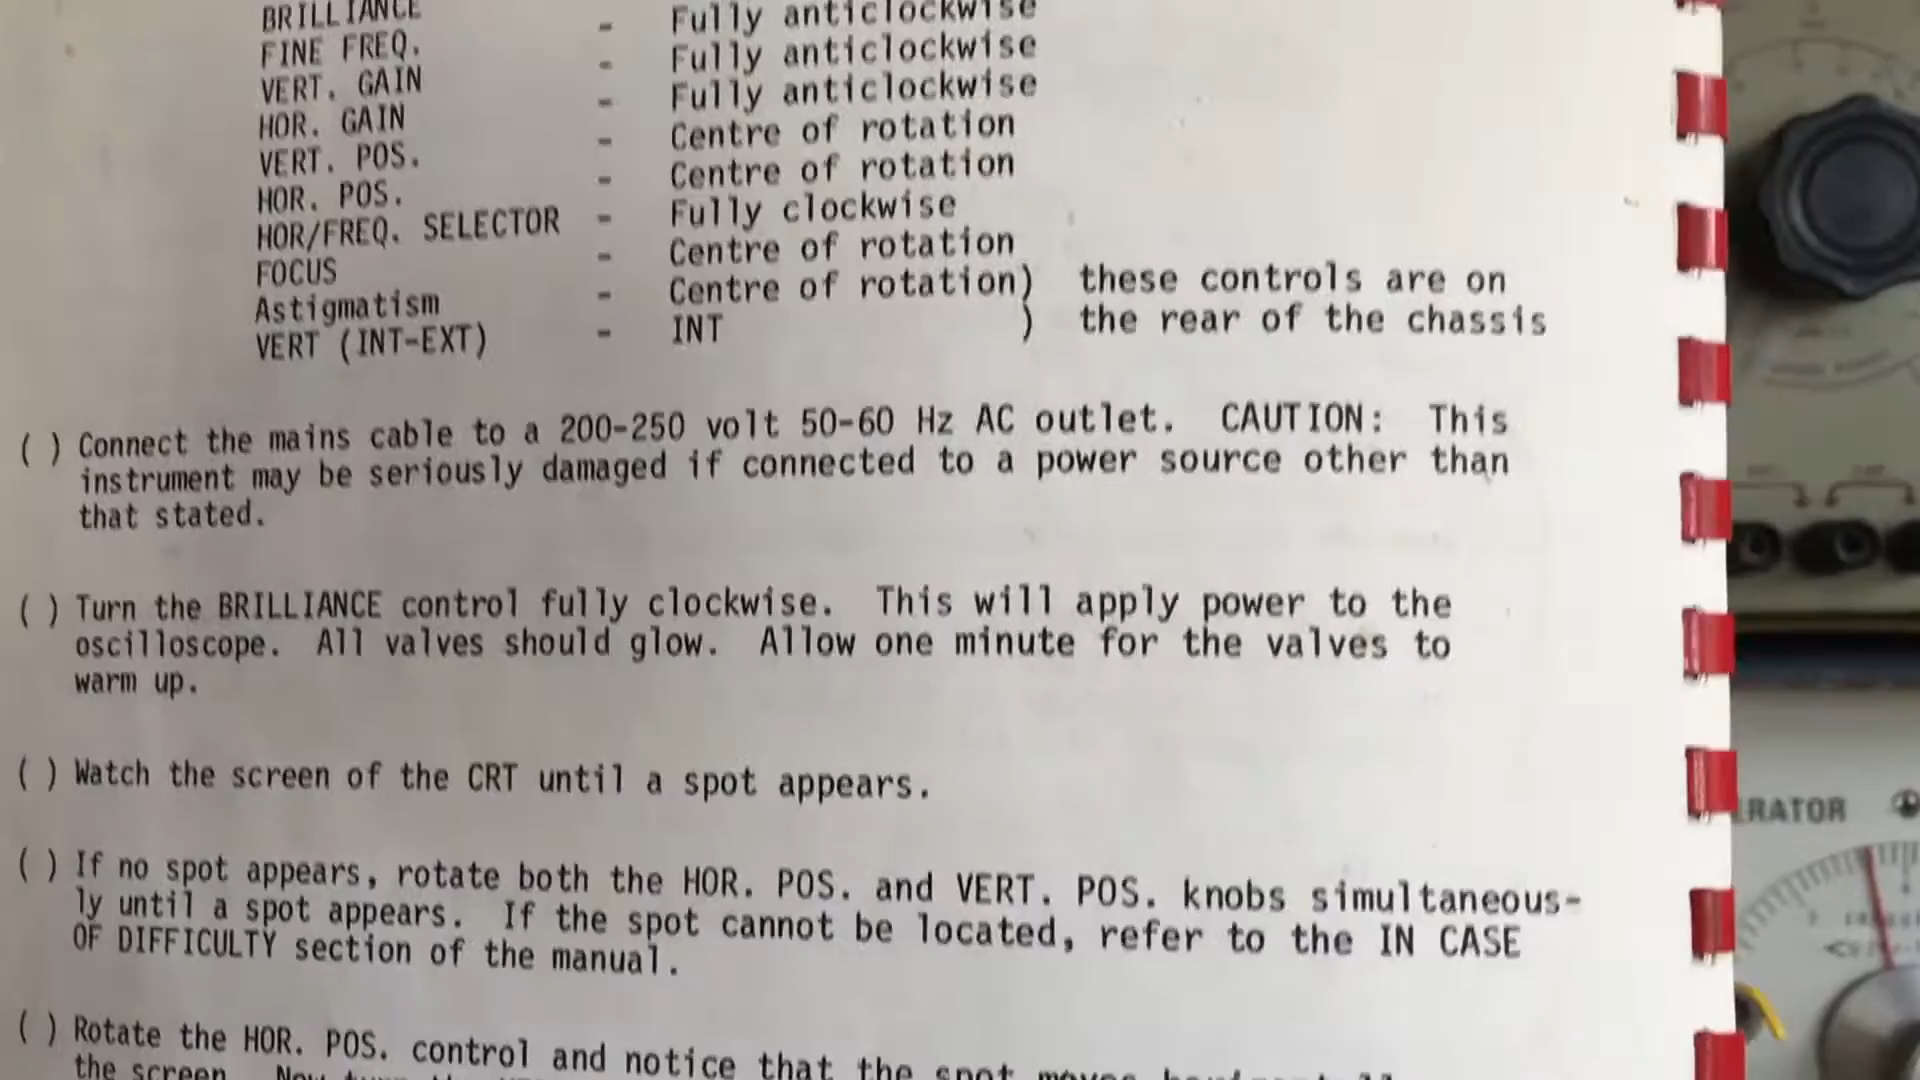 BRILLIANCE
FINE FREQ. - Fully anticlockwise
VERT. GAIN - Fully anticlockwise
HOR. GAIN - Fully anticlockwise
VERT. POS. - Centre of rotation
HOR. POS. - Centre of rotation
HOR/FREQ. SELECTOR - Fully clockwise
FOCUS - Centre of rotation
Astigmatism - Centre of rotation) these controls are on
VERT (INT-EXT) - INT ) the rear of the chassis
( ) Connect the mains cable to a 200-250 volt 50-60 Hz AC outlet. CAUTION: This
instrument may be seriously damaged if connected to a power source other than
that stated.
( ) Turn the BRILLIANCE control fully clockwise. This will apply power to the
oscilloscope. All valves should glow. Allow one minute for the valves to
warm up.
( ) Watch the screen of the CRT until a spot appears.
( ) If no spot appears, rotate both the HOR. POS. and VERT. POS. knobs simultaneous-
ly until a spot appears. If the spot cannot be located, refer to the IN CASE
OF DIFFICULTY section of the manual.
( ) Rotate the HOR. POS. control and notice that the spot moves
the screen. Now turn the
ERATOR